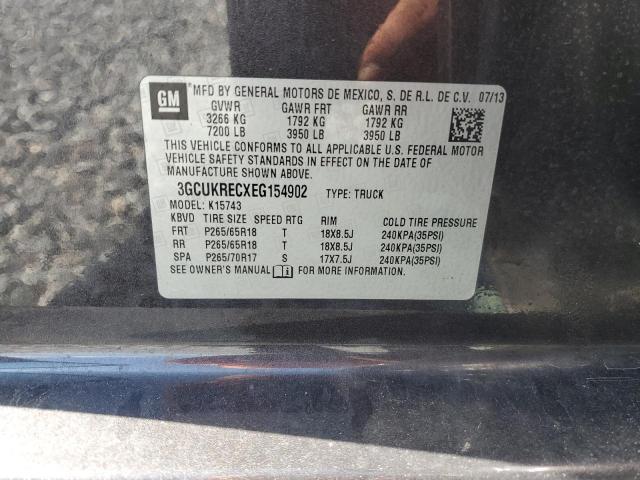 GM
MFD BY GENERAL MOTORS DE MEXICO, S. DE R.L. DE C.V. 07/13
GVWR GAWR FRT GAWR RR
3266 KG 1792 KG 1792 KG
7200 LB 3950 LB 3950 LB
THIS VEHICLE CONFORMS TO ALL APPLICABLE U.S. FEDERAL MOTOR
VEHICLE SAFETY STANDARDS IN EFFECT ON THE DATE OF
MANUFACTURE SHOWN ABOVE.
3GCUKRECXEG154902 TYPE: TRUCK
MODEL: K15743
KBVD TIRE SIZE SPEED RTG RIM COLD TIRE PRESSURE
FRT P265/65R18 T 18X8.5J 240KPA(35PSI)
RR P265/65R18 T 18X8.5J 240KPA(35PSI)
SPA P265/70R17 S 17X7.5J 240KPA(35PSI)
SEE OWNER'S MANUAL FOR MORE INFORMATION.